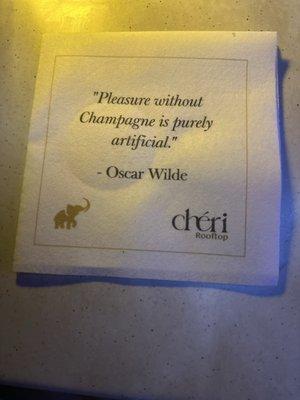 "Pleasure without
Champagne is purely
artificial."
- Oscar Wilde
chéri
Rooftop